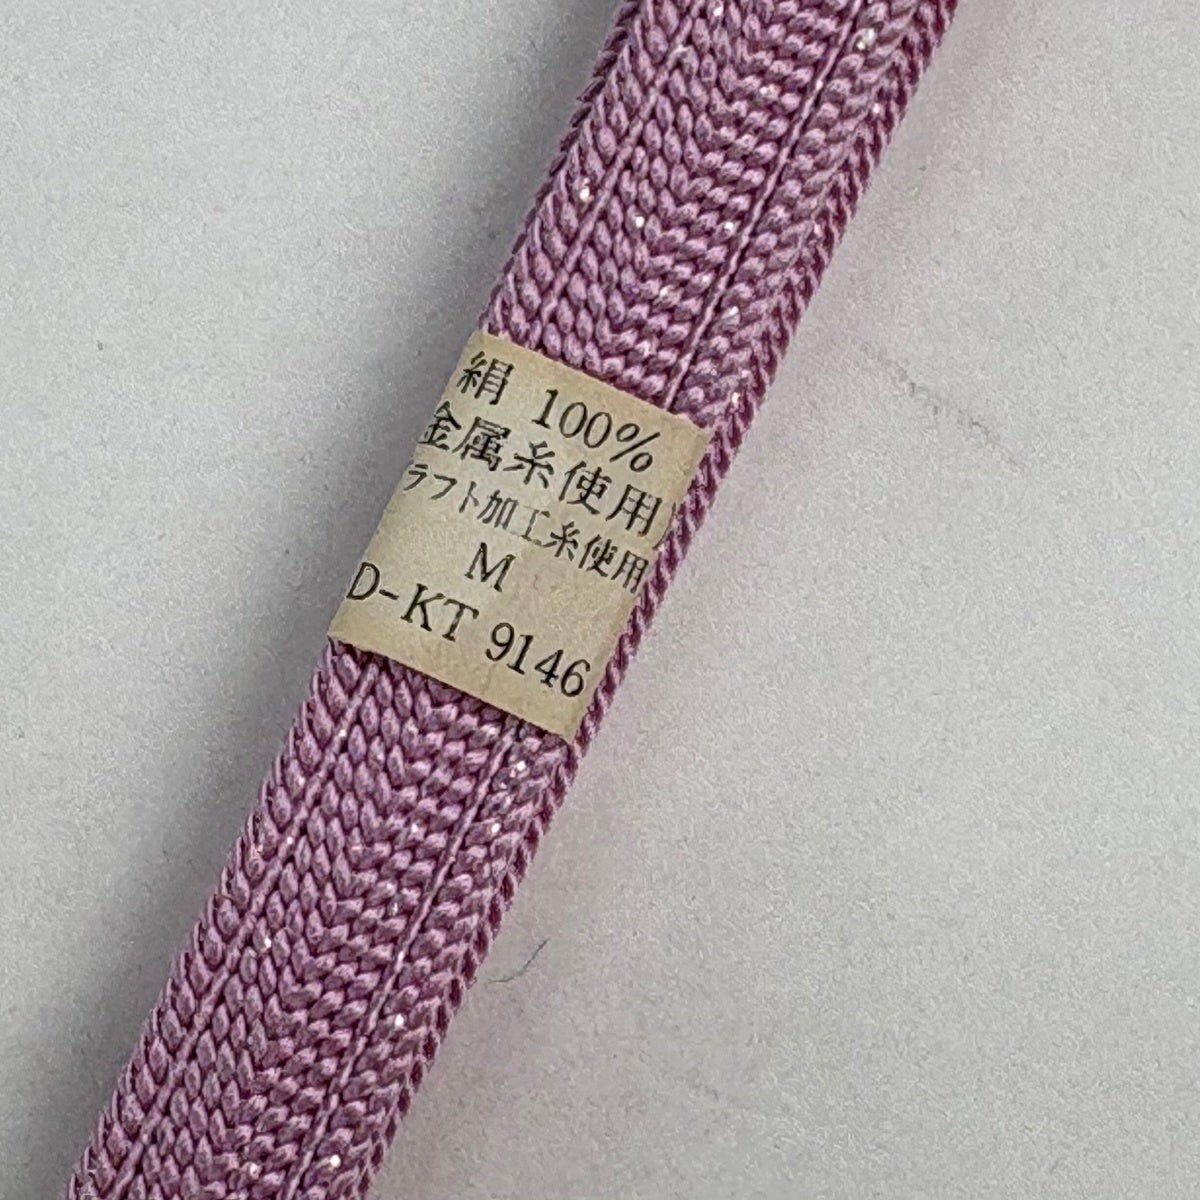 絹 100%
金属糸使用)
ラフト加工糸使用
M
D-KT 9146